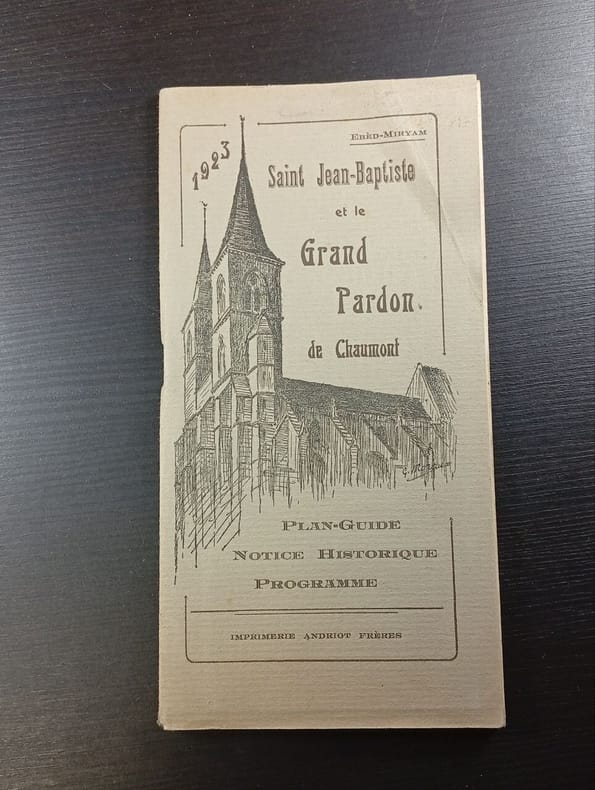 1923
Ebed-Miryam
Saint Jean-Baptiste
et le
Grand
Pardon
de Chaumont
Plan-Guide
Notice Historique
Programme
IMPRIMERIE ANDRIOT FRÈRES